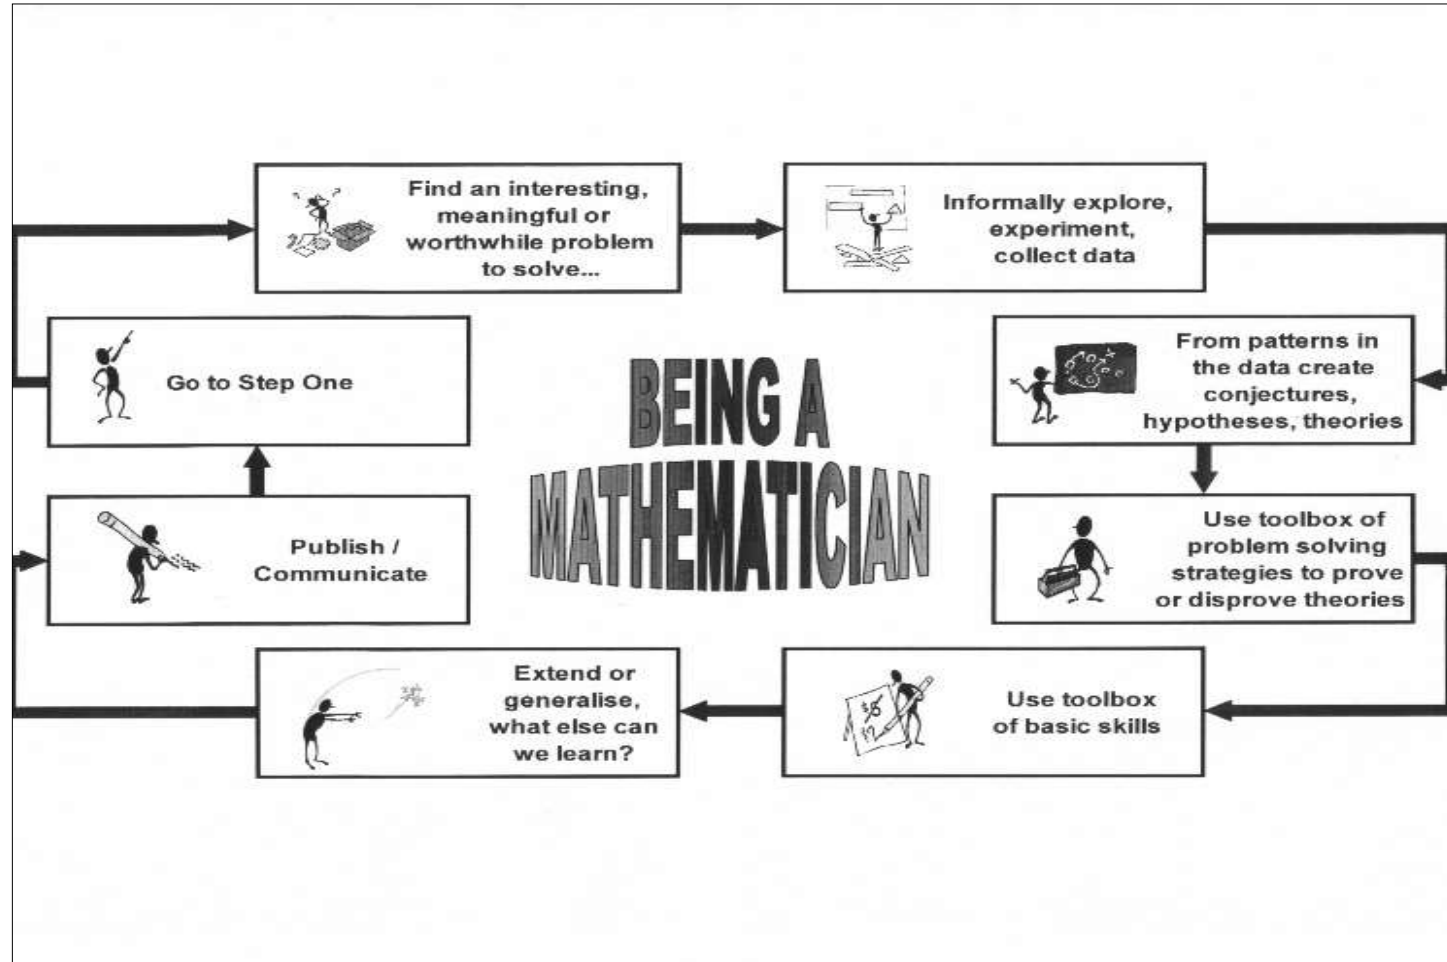 Find an interesting,
meaningful or
worthwhile problem
to solve...
Informally explore,
experiment,
collect data
From patterns in
the data create
conjectures,
hypotheses, theories
Use toolbox of
problem solving
strategies to prove
or disprove theories
Use toolbox
of basic skills
Extend or
generalise,
what else can
we learn?
Publish /
Communicate
Go to Step One
BEING A
MATHEMATICIAN